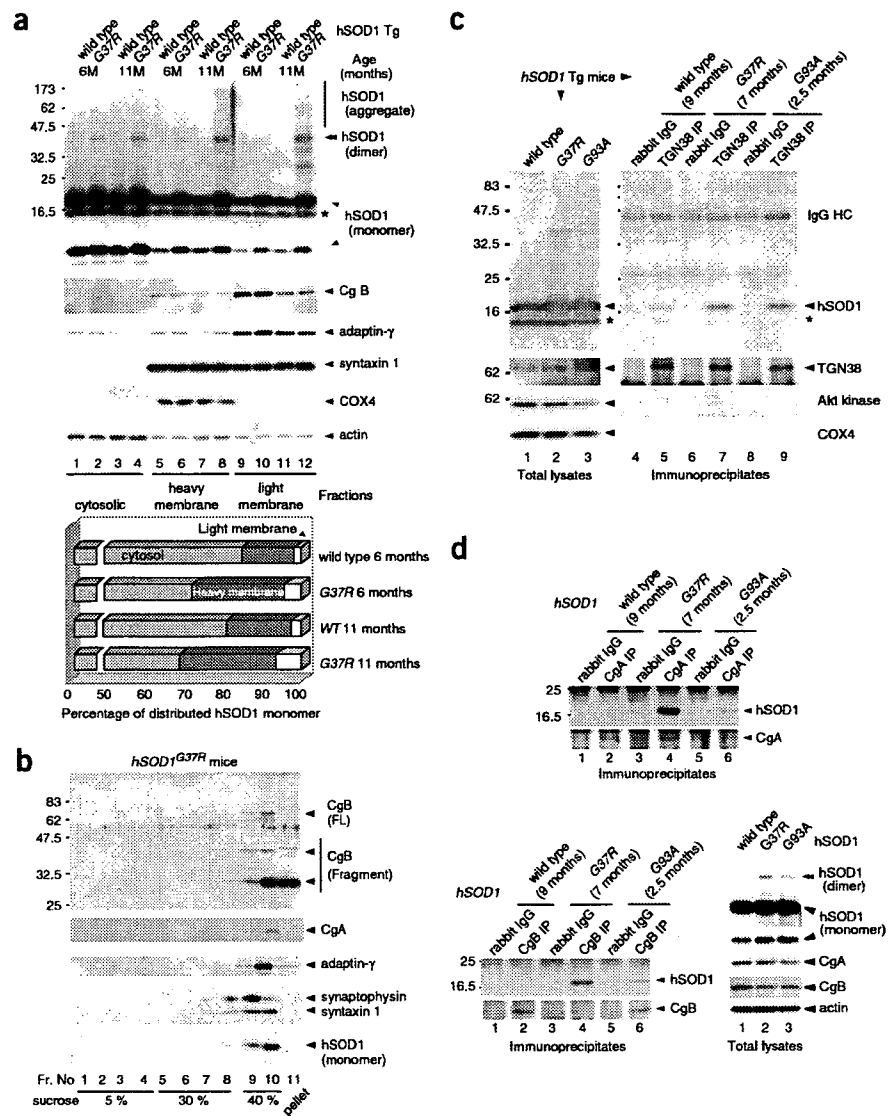 a
wild type G37R wild type G37R wild type G37R wild type G37R wild type G37R wild type G37R hSOD1 Tg
6M 11M 6M 11M 6M 11M Age (months)
173
62
47.5
32.5
25
16.5
hSOD1 (aggregate)
hSOD1 (dimer)
*
hSOD1 (monomer)
Cg B
adaptin-γ
syntaxin 1
COX4
actin
1 2 3 4 5 6 7 8 9 10 11 12
cytosolic heavy membrane light membrane Fractions
Light membrane
cytosol
Heavy membrane
wild type 6 months
G37R 6 months
WT 11 months
G37R 11 months
0 50 60 70 80 90 100
Percentage of distributed hSOD1 monomer
b
hSOD1G37R mice
83
62
47.5
32.5
25
CgB (FL)
CgB (Fragment)
CgA
adaptin-γ
synaptophysin
syntaxin 1
hSOD1 (monomer)
Fr. No 1 2 3 4 5 6 7 8 9 10 11
sucrose 5 % 30 % 40 % pellet
c
hSOD1 Tg mice
wild type (9 months) G37R (7 months) G93A (2.5 months)
wild type G37R G93A
rabbit IgG TGN38 IP rabbit IgG TGN38 IP rabbit IgG TGN38 IP
83
47.5
32.5
25
16
IgG HC
hSOD1
* *
62
TGN38
62
Akt kinase
COX4
1 2 3 4 5 6 7 8 9
Total lysates Immunoprecipitates
d
hSOD1 wild type (9 months) G37R (7 months) G93A (2.5 months)
rabbit IgG CgA IP rabbit IgG CgA IP rabbit IgG CgA IP
25
16.5
hSOD1
CgA
1 2 3 4 5 6
Immunoprecipitates
hSOD1 wild type (9 months) G37R (7 months) G93A (2.5 months)
rabbit IgG CgB IP rabbit IgG CgB IP rabbit IgG CgB IP
25
16.5
hSOD1
CgB
1 2 3 4 5 6
Immunoprecipitates
wild type G37R G93A hSOD1
hSOD1 (dimer)
hSOD1 (monomer)
CgA
CgB
actin
1 2 3
Total lysates